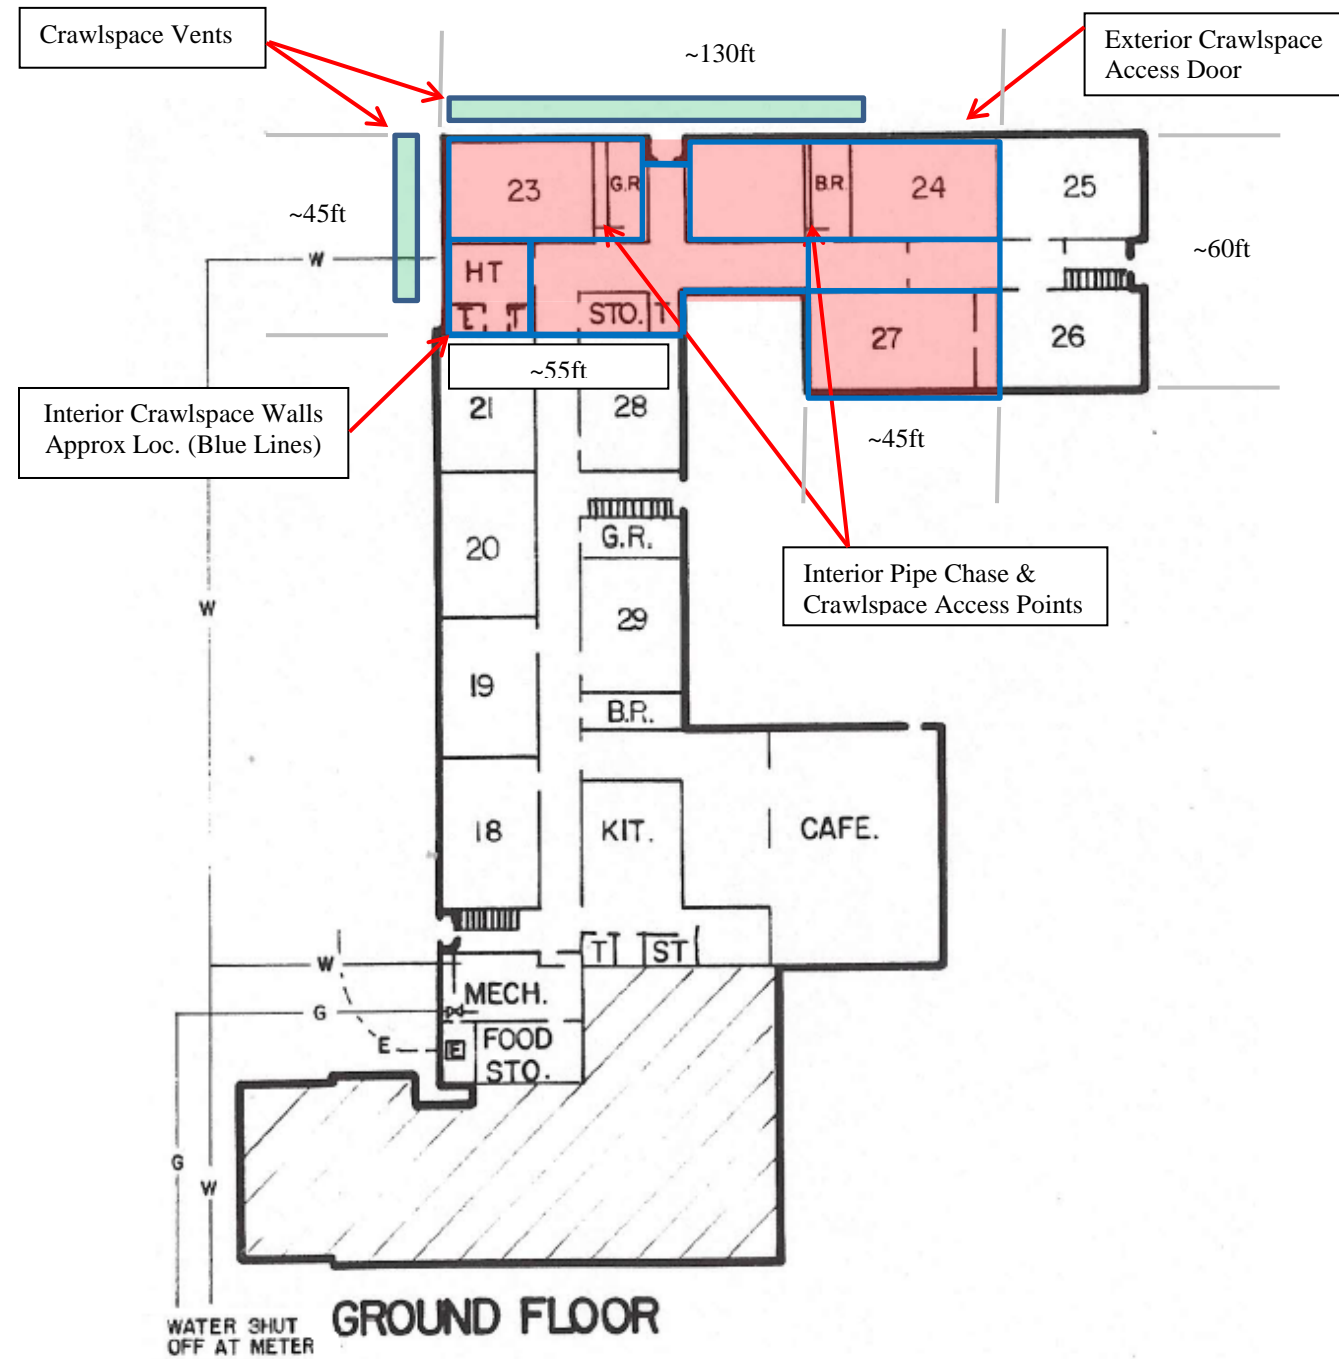 Crawlspace Vents
~130ft
Exterior Crawlspace
Access Door
23
G.R
B.R.
24
25
~45ft
~60ft
W
HT
E
T
STO.
T
27
26
~55ft
Interior Crawlspace Walls
Approx Loc. (Blue Lines)
21
28
~45ft
20
G.R.
Interior Pipe Chase &
Crawlspace Access Points
W
29
19
B.R.
18
KIT.
CAFE.
T
ST
W
MECH.
G
E
E
FOOD
STO.
G
W
GROUND FLOOR
WATER SHUT
OFF AT METER